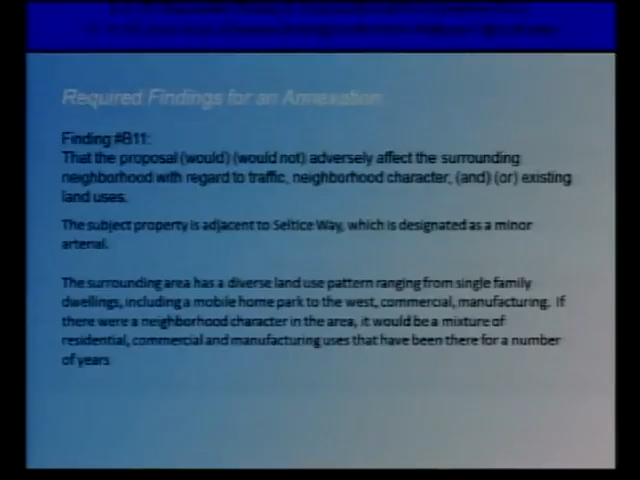 Required Findings for an Annexation
Finding #B11:
That the proposal (would) (would not) adversely affect the surrounding
neighborhood with regard to traffic, neighborhood character, (and) (or) existing
land uses.
The subject property is adjacent to Seltice Way, which is designated as a minor
arterial.
The surrounding area has a diverse land use pattern ranging from single family
dwellings, including a mobile home park to the west, commercial, manufacturing. If
there were a neighborhood character in the area, it would be a mixture of
residential, commercial and manufacturing uses that have been there for a number
of years